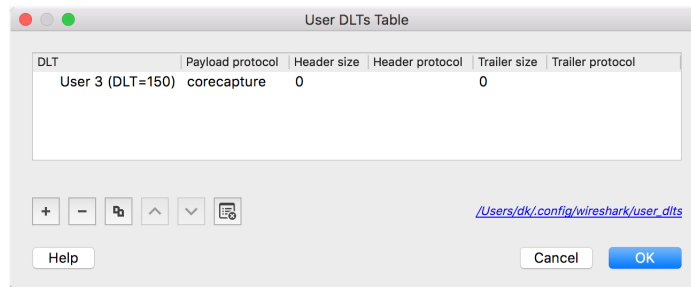 User DLTs Table
DLT Payload protocol Header size Header protocol Trailer size Trailer protocol
User 3 (DLT=150) corecapture 0 0
/Users/dk/.config/wireshark/user_dlts
Help Cancel OK